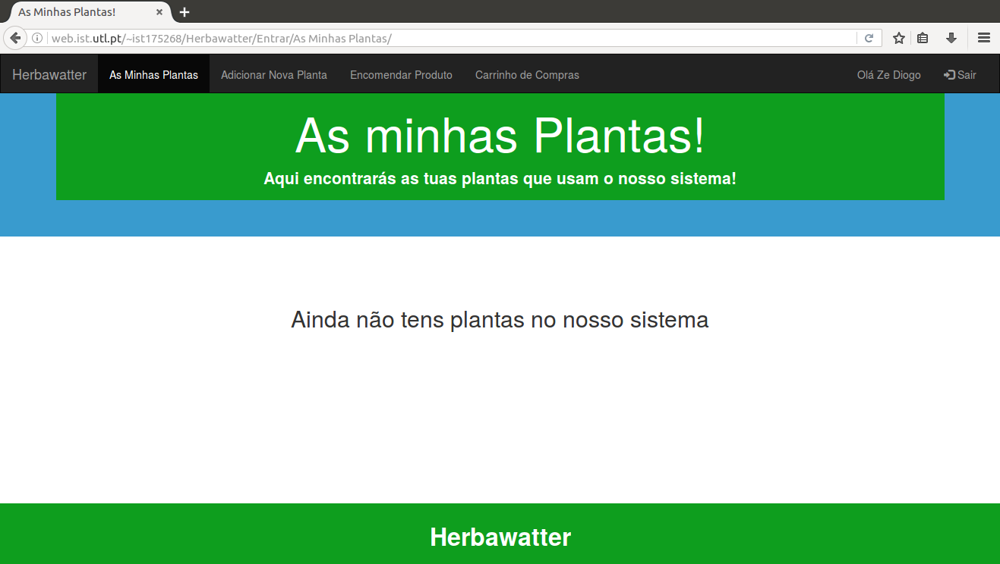 As Minhas Plantas!
web.ist.utl.pt/~ist175268/Herbawatter/Entrar/As Minhas Plantas/
Herbawatter As Minhas Plantas Adicionar Nova Planta Encomendar Produto Carrinho de Compras Olá Ze Diogo Sair
As minhas Plantas!
Aqui encontrarás as tuas plantas que usam o nosso sistema!
Ainda não tens plantas no nosso sistema
Herbawatter